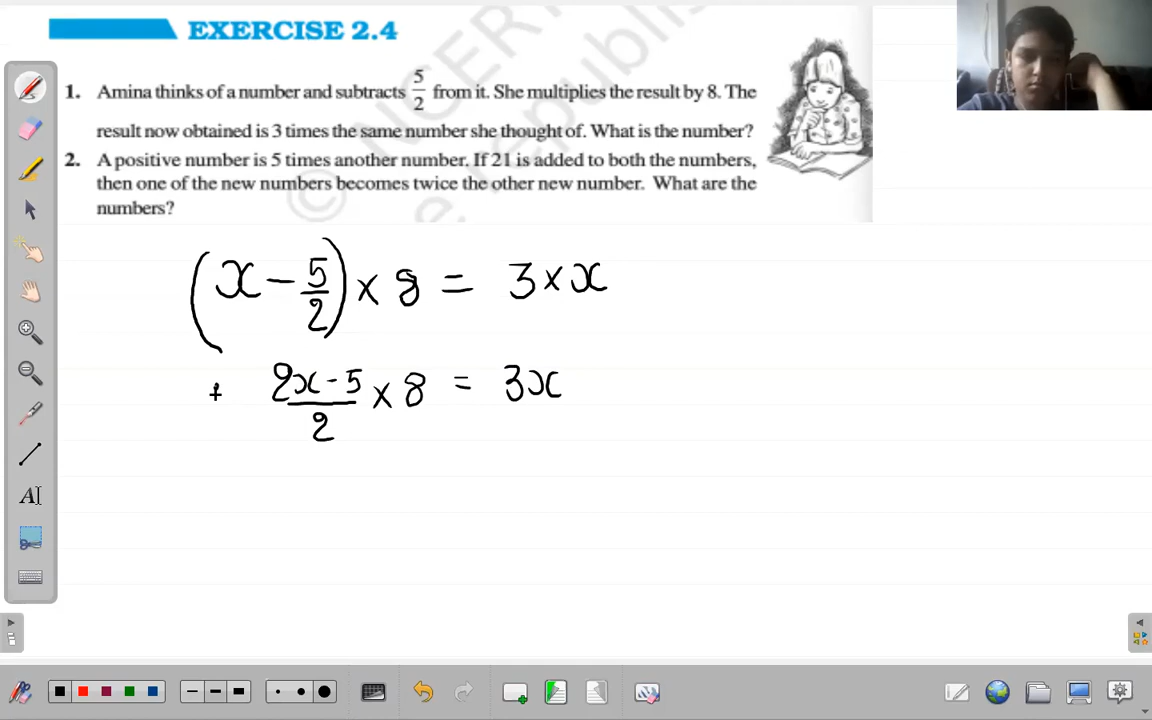 EXERCISE 2.4
1. Amina thinks of a number and subtracts 5/2 from it. She multiplies the result by 8. The
result now obtained is 3 times the same number she thought of. What is the number?
2. A positive number is 5 times another number. If 21 is added to both the numbers,
then one of the new numbers becomes twice the other new number. What are the
numbers?
© NCERT
e republis
(x - 5/2) × 8 = 3 × x
+ (2x - 5)/2 × 8 = 3x
A